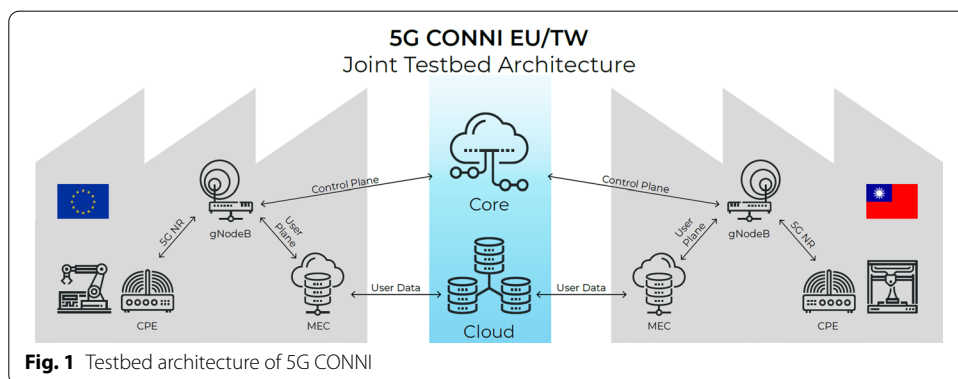 5G CONNI EU/TW
Joint Testbed Architecture
Control Plane
Control Plane
Core
gNodeB
gNodeB
5G NR
User
Plane
User
Plane
5G NR
User Data
User Data
CPE
MEC
Cloud
MEC
CPE
Fig. 1 Testbed architecture of 5G CONNI